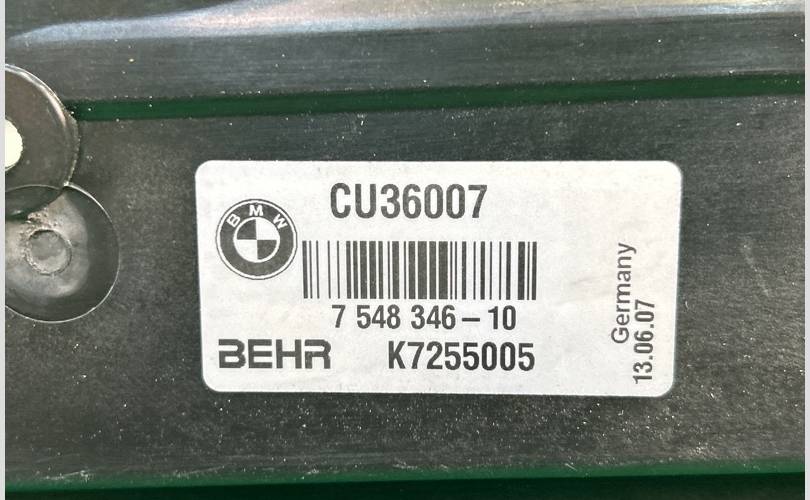 CU36007
BMW
7 548 346 – 10
BEHR K7255005
Germany
13.06.07